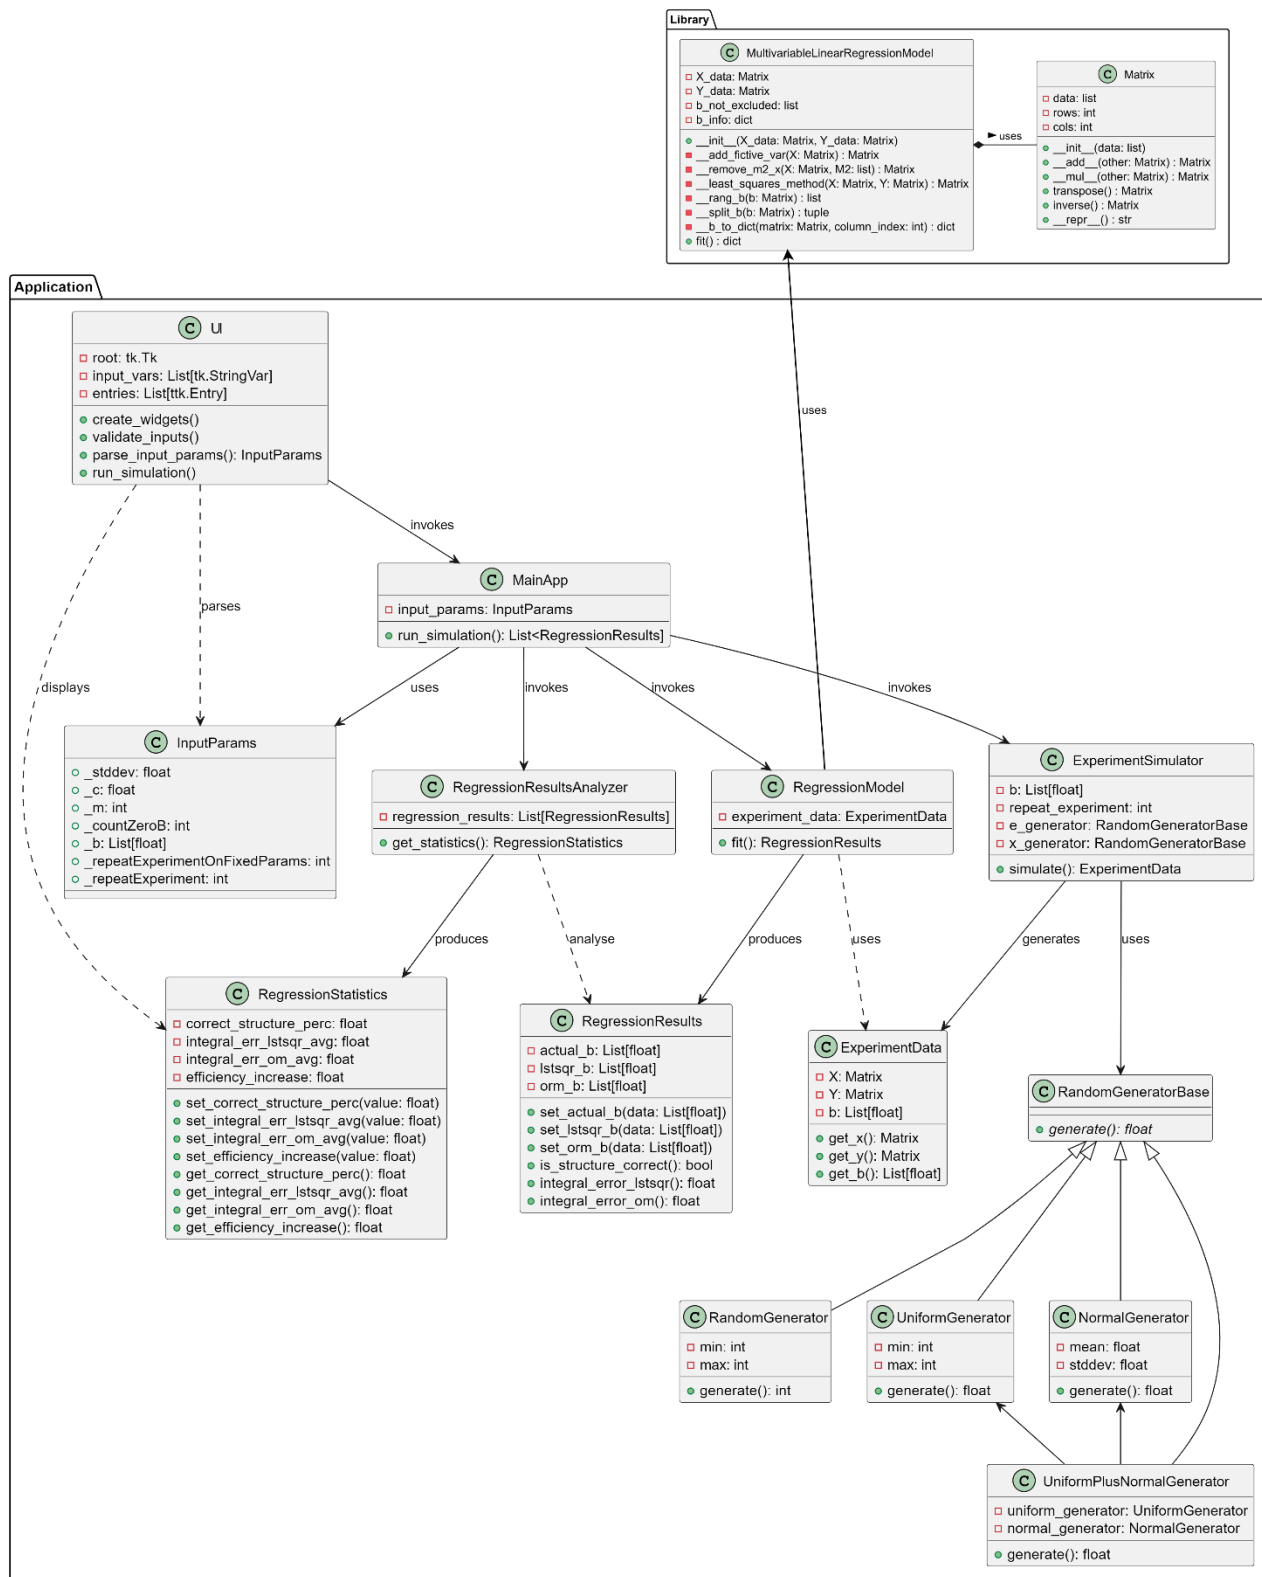 Library
C MultivariableLinearRegressionModel
X_data: Matrix
Y_data: Matrix
b_not_excluded: list
b_info: dict
__init__(X_data: Matrix, Y_data: Matrix)
__add_fictive_var(X: Matrix) : Matrix
__remove_m2_x(X: Matrix, M2: list) : Matrix
__least_squares_method(X: Matrix, Y: Matrix) : Matrix
__rang_b(b: Matrix) : list
__split_b(b: Matrix) : tuple
__b_to_dict(matrix: Matrix, column_index: int) : dict
fit() : dict
uses
C Matrix
data: list
rows: int
cols: int
__init__(data: list)
__add__(other: Matrix) : Matrix
__mul__(other: Matrix) : Matrix
transpose() : Matrix
inverse() : Matrix
__repr__() : str
Application
C UI
root: tk.Tk
input_vars: List[tk.StringVar]
entries: List[ttk.Entry]
create_widgets()
validate_inputs()
parse_input_params(): InputParams
run_simulation()
uses
invokes
C MainApp
input_params: InputParams
run_simulation(): List<RegressionResults]
parses
displays
uses
invokes
invokes
invokes
C InputParams
_stddev: float
_c: float
_m: int
_countZeroB: int
_b: List[float]
_repeatExperimentOnFixedParams: int
_repeatExperiment: int
C RegressionResultsAnalyzer
regression_results: List[RegressionResults]
get_statistics(): RegressionStatistics
C RegressionModel
experiment_data: ExperimentData
fit(): RegressionResults
C ExperimentSimulator
b: List[float]
repeat_experiment: int
e_generator: RandomGeneratorBase
x_generator: RandomGeneratorBase
simulate(): ExperimentData
produces
analyse
produces
uses
generates
uses
C RegressionStatistics
correct_structure_perc: float
integral_err_lstsqr_avg: float
integral_err_om_avg: float
efficiency_increase: float
set_correct_structure_perc(value: float)
set_integral_err_lstsqr_avg(value: float)
set_integral_err_om_avg(value: float)
set_efficiency_increase(value: float)
get_correct_structure_perc(): float
get_integral_err_lstsqr_avg(): float
get_integral_err_om_avg(): float
get_efficiency_increase(): float
C RegressionResults
actual_b: List[float]
lstsqr_b: List[float]
orm_b: List[float]
set_actual_b(data: List[float])
set_lstsqr_b(data: List[float])
set_orm_b(data: List[float])
is_structure_correct(): bool
integral_error_lstsqr(): float
integral_error_om(): float
C ExperimentData
X: Matrix
Y: Matrix
b: List[float]
get_x(): Matrix
get_y(): Matrix
get_b(): List[float]
C RandomGeneratorBase
generate(): float
C RandomGenerator
min: int
max: int
generate(): int
C UniformGenerator
min: int
max: int
generate(): float
C NormalGenerator
mean: float
stddev: float
generate(): float
C UniformPlusNormalGenerator
uniform_generator: UniformGenerator
normal_generator: NormalGenerator
generate(): float